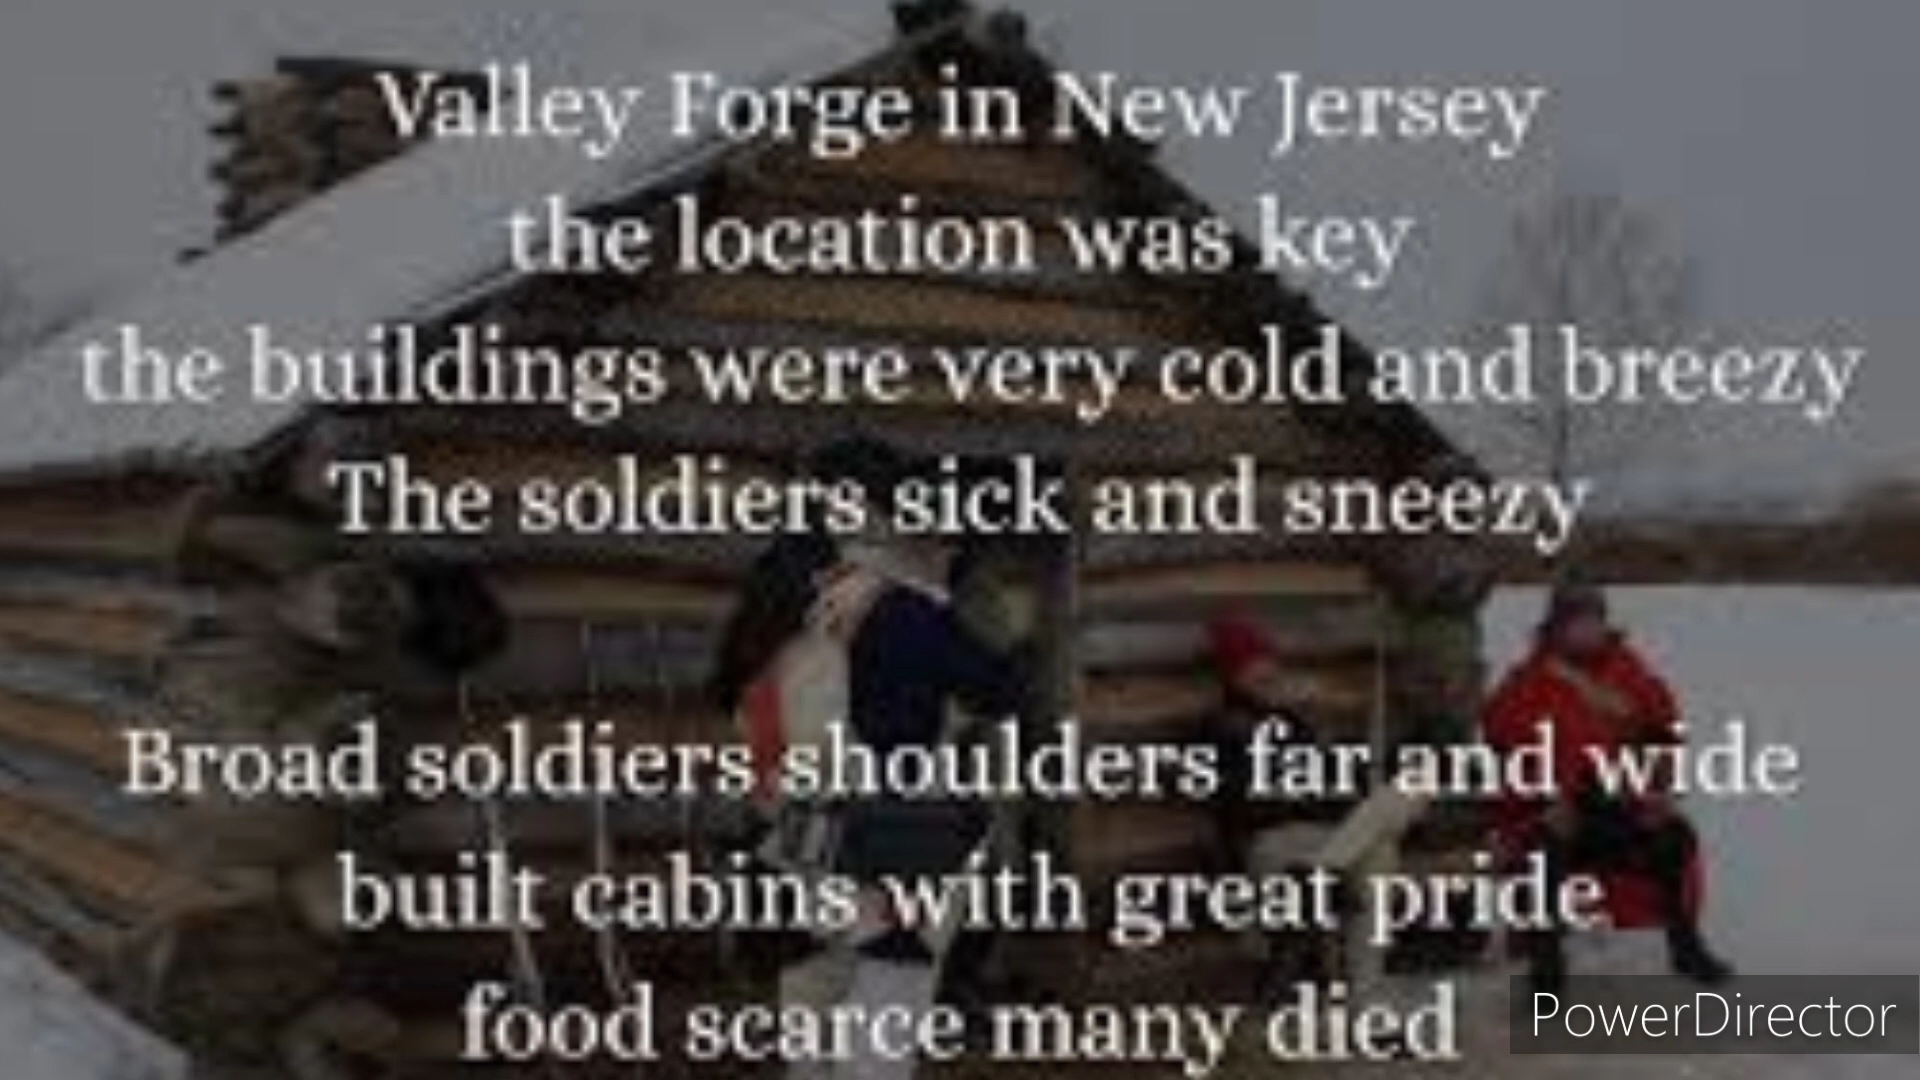 Valley Forge in New Jersey
the location was key
the buildings were very cold and breezy
The soldiers sick and sneezy
Broad soldiers shoulders far and wide
built cabins with great pride
food scarce many died
PowerDirector